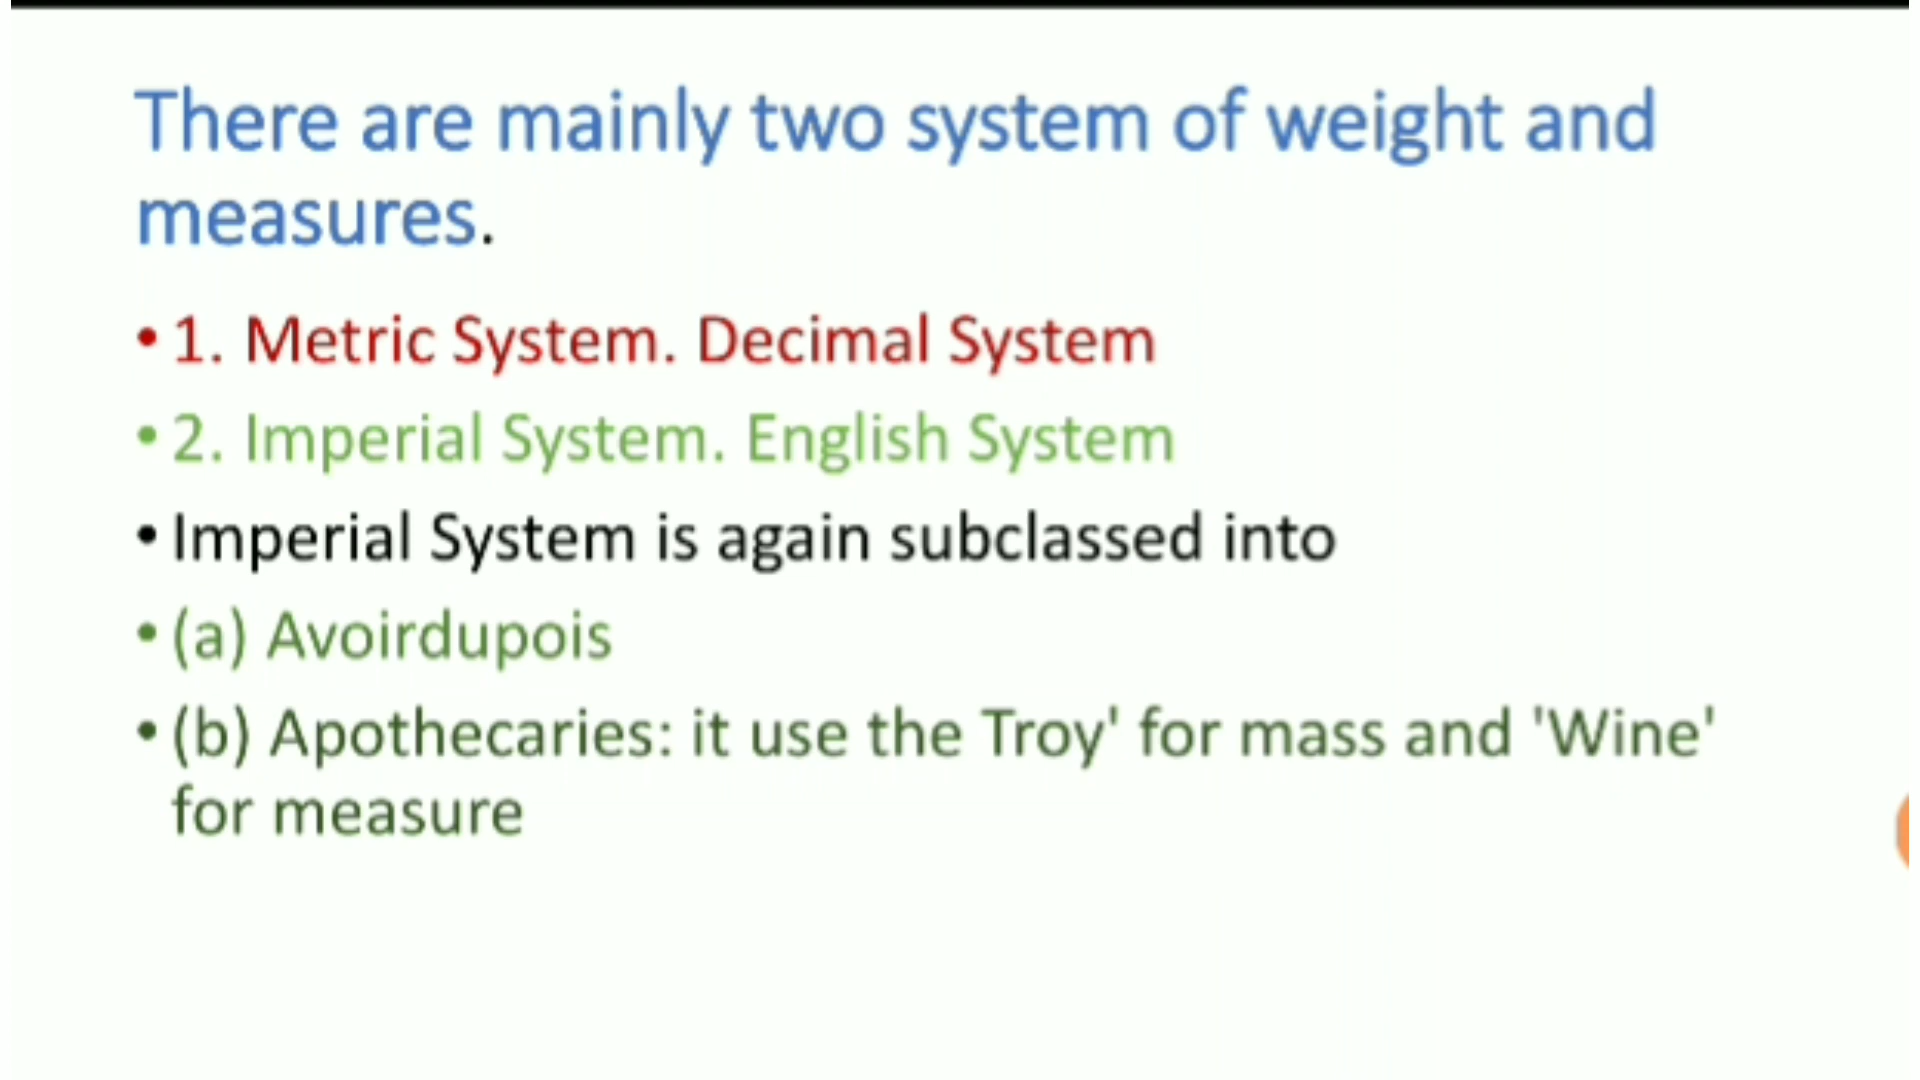 There are mainly two system of weight and
measures.
• 1. Metric System. Decimal System
• 2. Imperial System. English System
• Imperial System is again subclassed into
• (a) Avoirdupois
• (b) Apothecaries: it use the Troy' for mass and 'Wine'
for measure